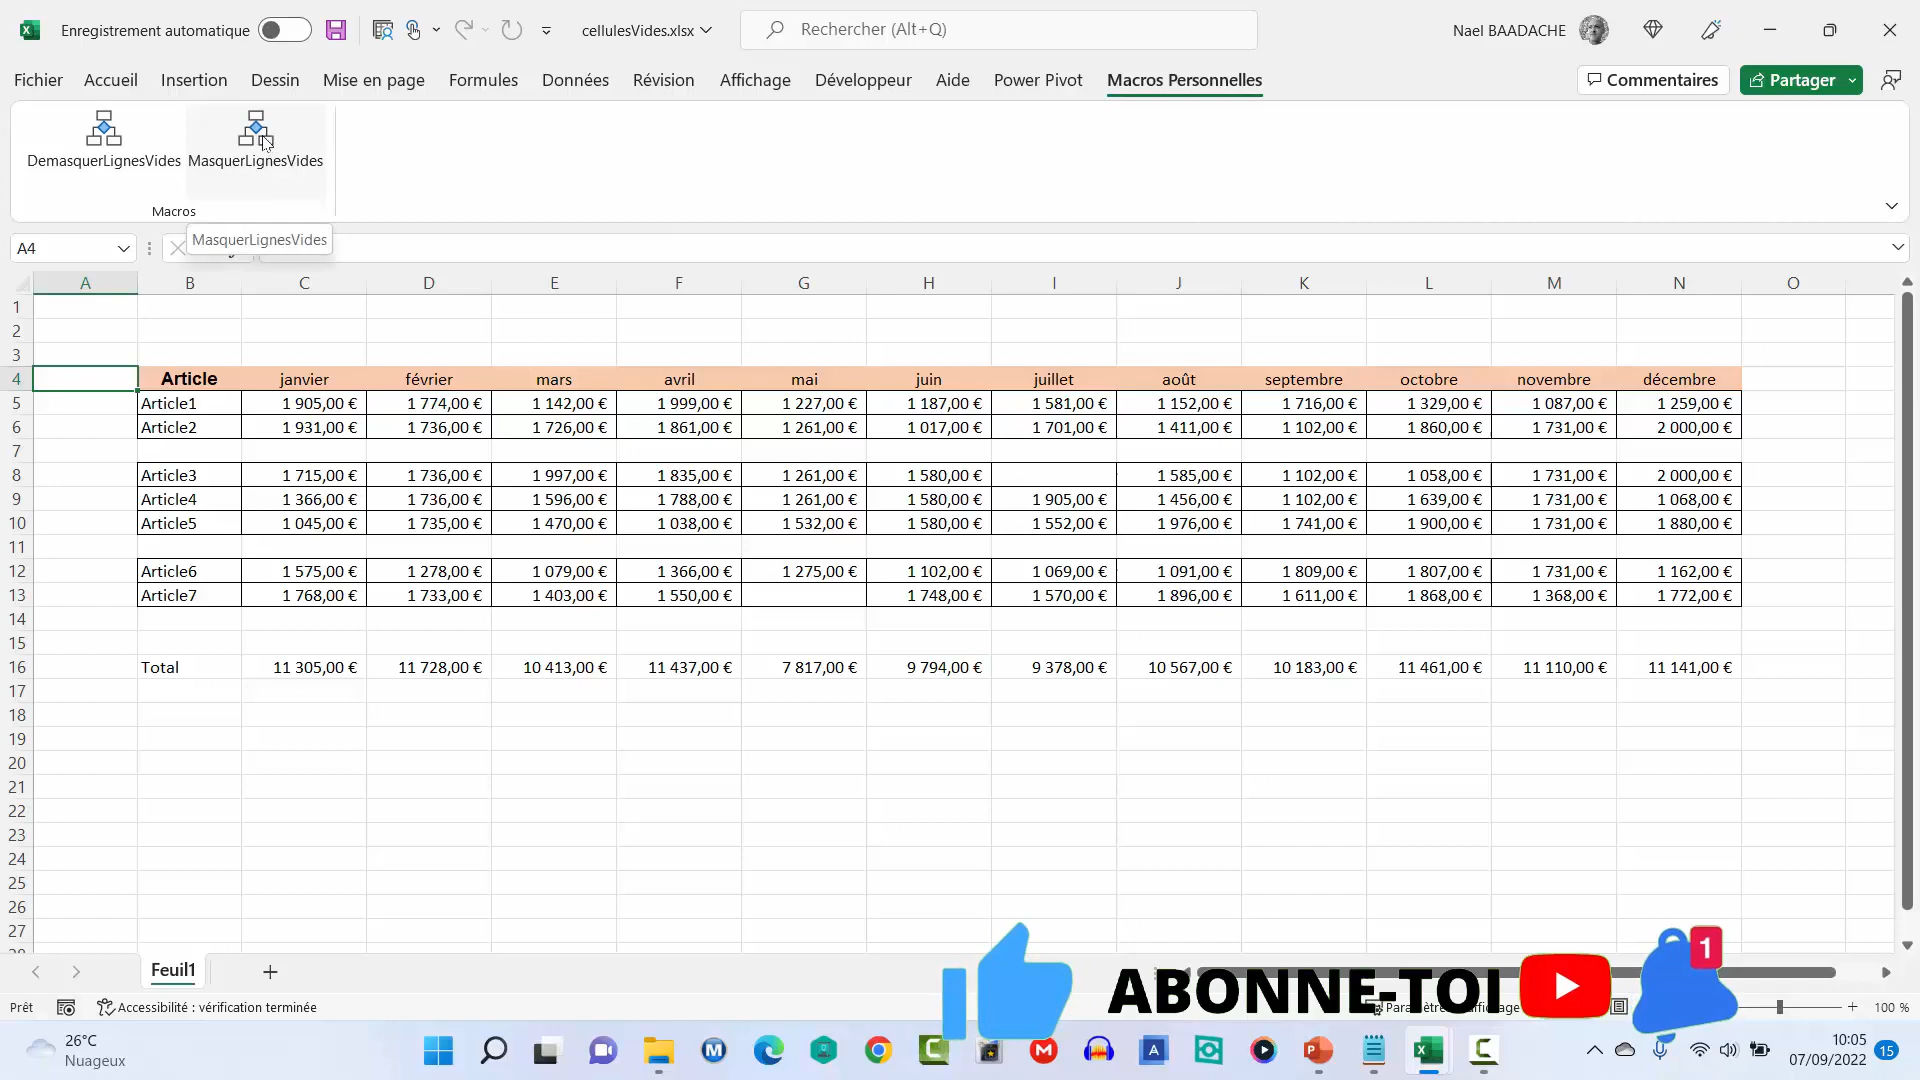 Enregistrement automatique cellulesVides.xlsx Rechercher (Alt+Q) Nael BAADACHE
Fichier Accueil Insertion Dessin Mise en page Formules Données Révision Affichage Développeur Aide Power Pivot Macros Personnelles Commentaires Partager
DemasquerLignesVides MasquerLignesVides
Macros
MasquerLignesVides
A4
A B C D E F G H I J K L M N O
1
2
3
4 Article janvier février mars avril mai juin juillet août septembre octobre novembre décembre
5 Article1 1 905,00 € 1 774,00 € 1 142,00 € 1 999,00 € 1 227,00 € 1 187,00 € 1 581,00 € 1 152,00 € 1 716,00 € 1 329,00 € 1 087,00 € 1 259,00 €
6 Article2 1 931,00 € 1 736,00 € 1 726,00 € 1 861,00 € 1 261,00 € 1 017,00 € 1 701,00 € 1 411,00 € 1 102,00 € 1 860,00 € 1 731,00 € 2 000,00 €
7
8 Article3 1 715,00 € 1 736,00 € 1 997,00 € 1 835,00 € 1 261,00 € 1 580,00 € 1 585,00 € 1 102,00 € 1 058,00 € 1 731,00 € 2 000,00 €
9 Article4 1 366,00 € 1 736,00 € 1 596,00 € 1 788,00 € 1 261,00 € 1 580,00 € 1 905,00 € 1 456,00 € 1 102,00 € 1 639,00 € 1 731,00 € 1 068,00 €
10 Article5 1 045,00 € 1 735,00 € 1 470,00 € 1 038,00 € 1 532,00 € 1 580,00 € 1 552,00 € 1 976,00 € 1 741,00 € 1 900,00 € 1 731,00 € 1 880,00 €
11
12 Article6 1 575,00 € 1 278,00 € 1 079,00 € 1 366,00 € 1 275,00 € 1 102,00 € 1 069,00 € 1 091,00 € 1 809,00 € 1 807,00 € 1 731,00 € 1 162,00 €
13 Article7 1 768,00 € 1 733,00 € 1 403,00 € 1 550,00 € 1 748,00 € 1 570,00 € 1 896,00 € 1 611,00 € 1 868,00 € 1 368,00 € 1 772,00 €
14
15
16 Total 11 305,00 € 11 728,00 € 10 413,00 € 11 437,00 € 7 817,00 € 9 794,00 € 9 378,00 € 10 567,00 € 10 183,00 € 11 461,00 € 11 110,00 € 11 141,00 €
17
18
19
20
21
22
23
24
25
26
27
Feuil1
ABONNE-TOI 1
Prêt Accessibilité : vérification terminée 100 %
26°C
Nuageux
10:05
07/09/2022 15